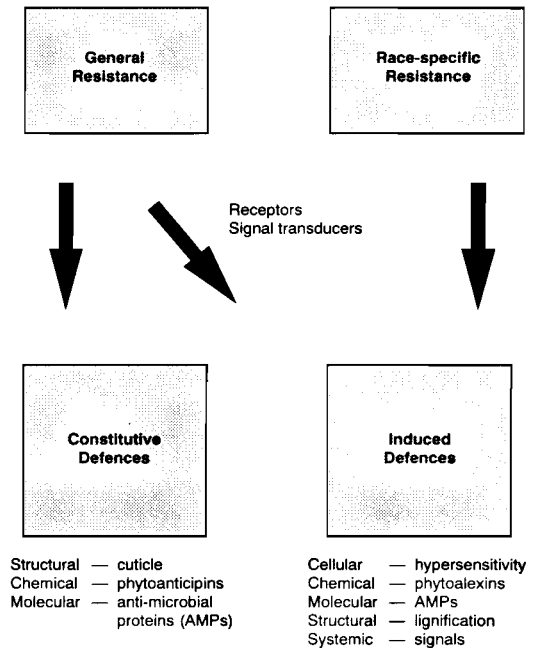 General
Resistance
Race-specific
Resistance
Receptors
Signal transducers
Constitutive
Defences
Induced
Defences
Structural — cuticle
Chemical — phytoanticipins
Molecular — anti-microbial
proteins (AMPs)
Cellular — hypersensitivity
Chemical — phytoalexins
Molecular — AMPs
Structural — lignification
Systemic — signals